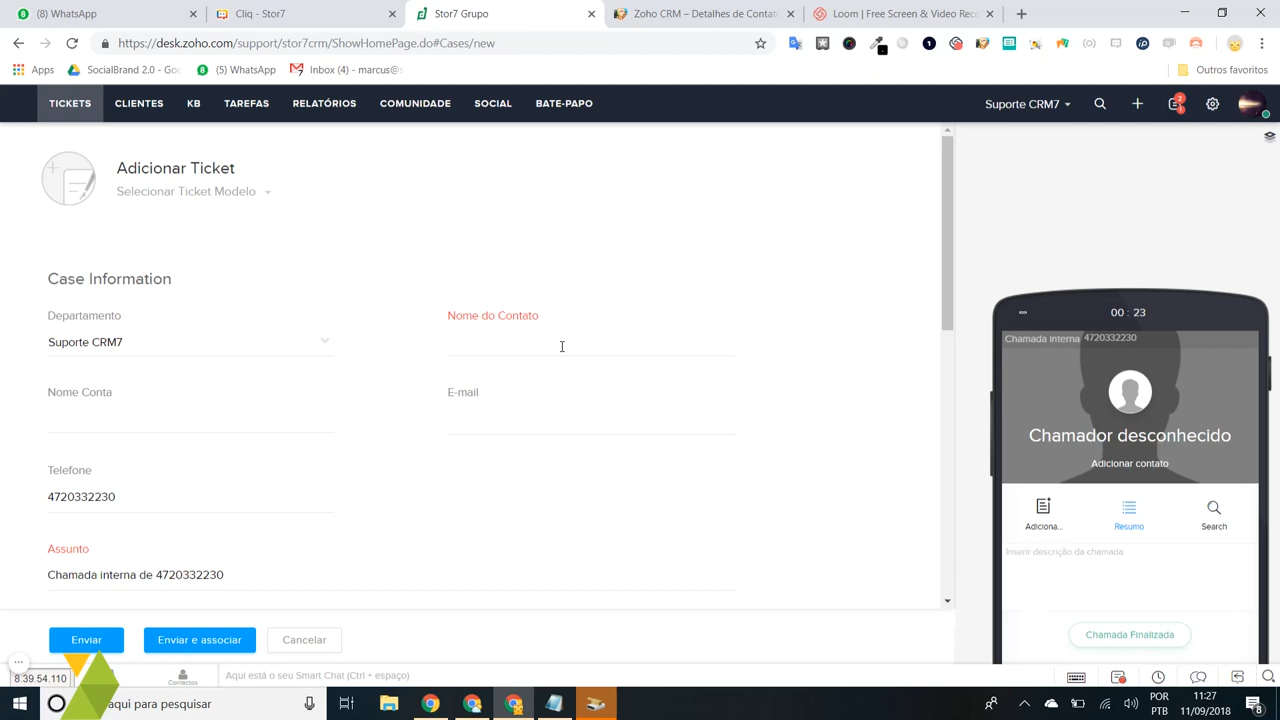 (8) WhatsApp
Cliq - Stor7
Stor7 Grupo
Zoho CRM – Detalhes de Contat
Loom | Free Screen & Video Rec
https://desk.zoho.com/support/stor7crm/ShowHomePage.do#Cases/new
Apps
SocialBrand 2.0 - Go
(5) WhatsApp
Inbox (4) - marcus@s
Outros favoritos
TICKETS
CLIENTES
KB
TAREFAS
RELATÓRIOS
COMUNIDADE
SOCIAL
BATE-PAPO
Suporte CRM7
2
1
Adicionar Ticket
Selecionar Ticket Modelo
Case Information
Departamento
Nome do Contato
Suporte CRM7
Nome Conta
E-mail
Telefone
4720332230
Assunto
Chamada interna de 4720332230
Enviar
Enviar e associar
Cancelar
00 : 23
Chamada interna 4720332230
Chamador desconhecido
Adicionar contato
Adiciona...
Resumo
Search
Inserir descrição da chamada
Chamada Finalizada
8.39.54.110
Contactos
Aqui está o seu Smart Chat (Ctrl + espaço)
aqui para pesquisar
POR
PTB
11:27
11/09/2018
8